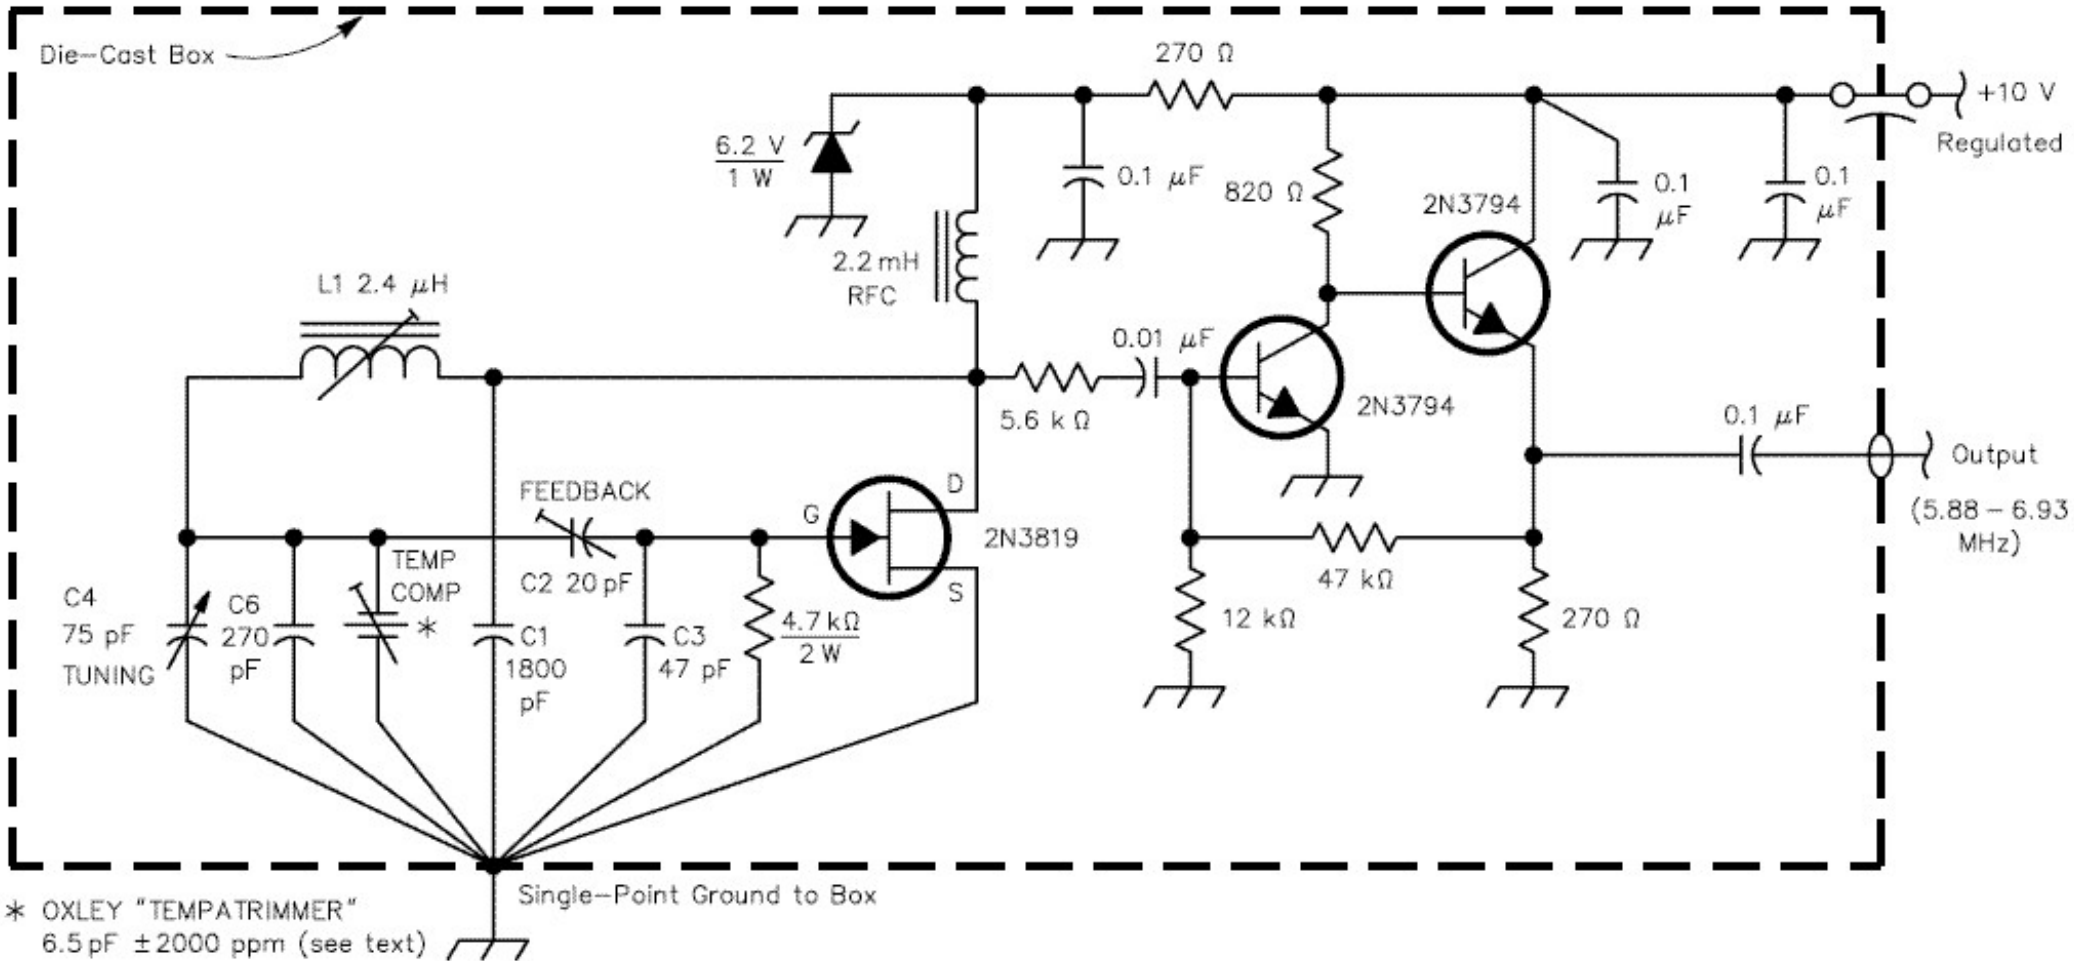 Die–Cast Box
270 Ω
+10 V
Regulated
6.2 V
1 W
0.1 μF
820 Ω
2N3794
0.1
μF
0.1
μF
2.2 mH
RFC
L1 2.4 μH
0.01 μF
5.6 k Ω
2N3794
0.1 μF
Output
(5.88 – 6.93
MHz)
FEEDBACK
G
D
S
2N3819
C2 20 pF
TEMP
COMP
*
C4
75 pF
TUNING
C6
270
pF
C1
1800
pF
C3
47 pF
4.7 kΩ
2 W
47 kΩ
12 kΩ
270 Ω
Single–Point Ground to Box
* OXLEY "TEMPATRIMMER"
6.5 pF ±2000 ppm (see text)